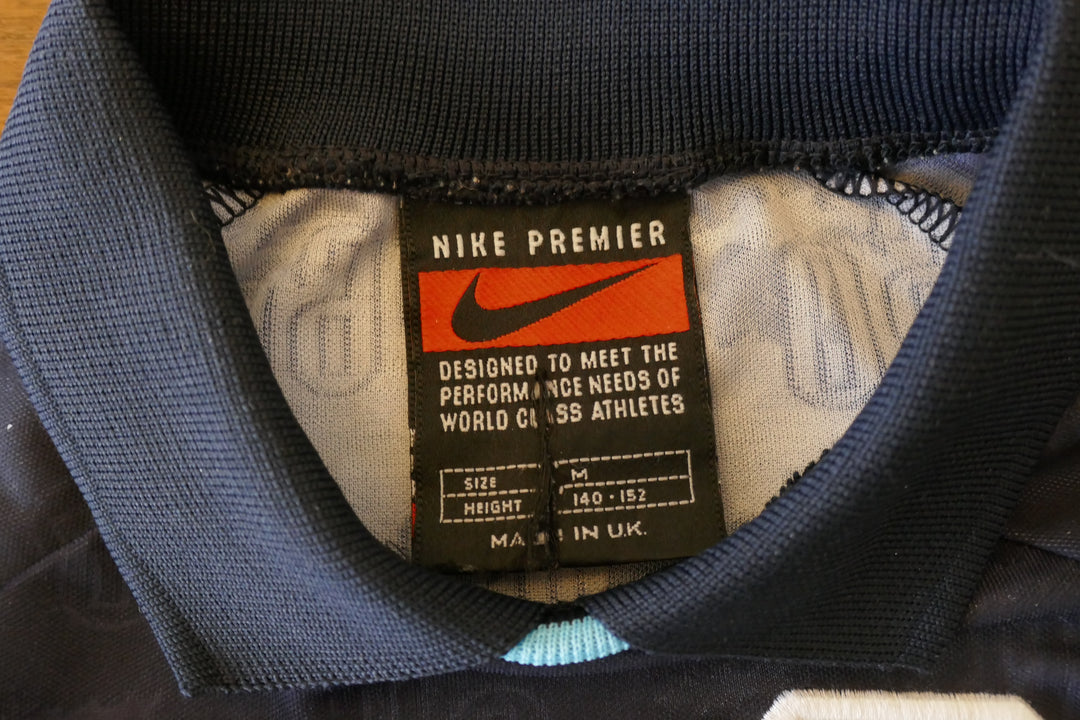 NIKE PREMIER
DESIGNED TO MEET THE
PERFORMANCE NEEDS OF
WORLD CLASS ATHLETES
SIZE M
HEIGHT 140 · 152
MADE IN U.K.